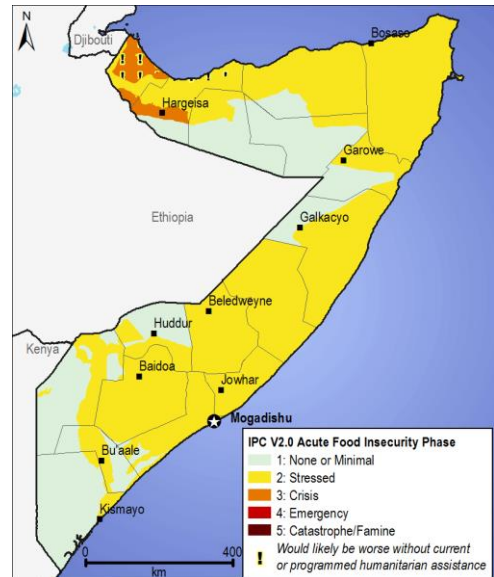 N
Djibouti
Bosaso
Hargeisa
Garowe
Ethiopia
Galkacyo
Beledweyne
Huddur
Kenya
Baidoa
Jowhar
Mogadishu
Bu'aale
Kismayo
IPC V2.0 Acute Food Insecurity Phase
1: None or Minimal
2: Stressed
3: Crisis
4: Emergency
5: Catastrophe/Famine
! Would likely be worse without current
or programmed humanitarian assistance
0 400
km